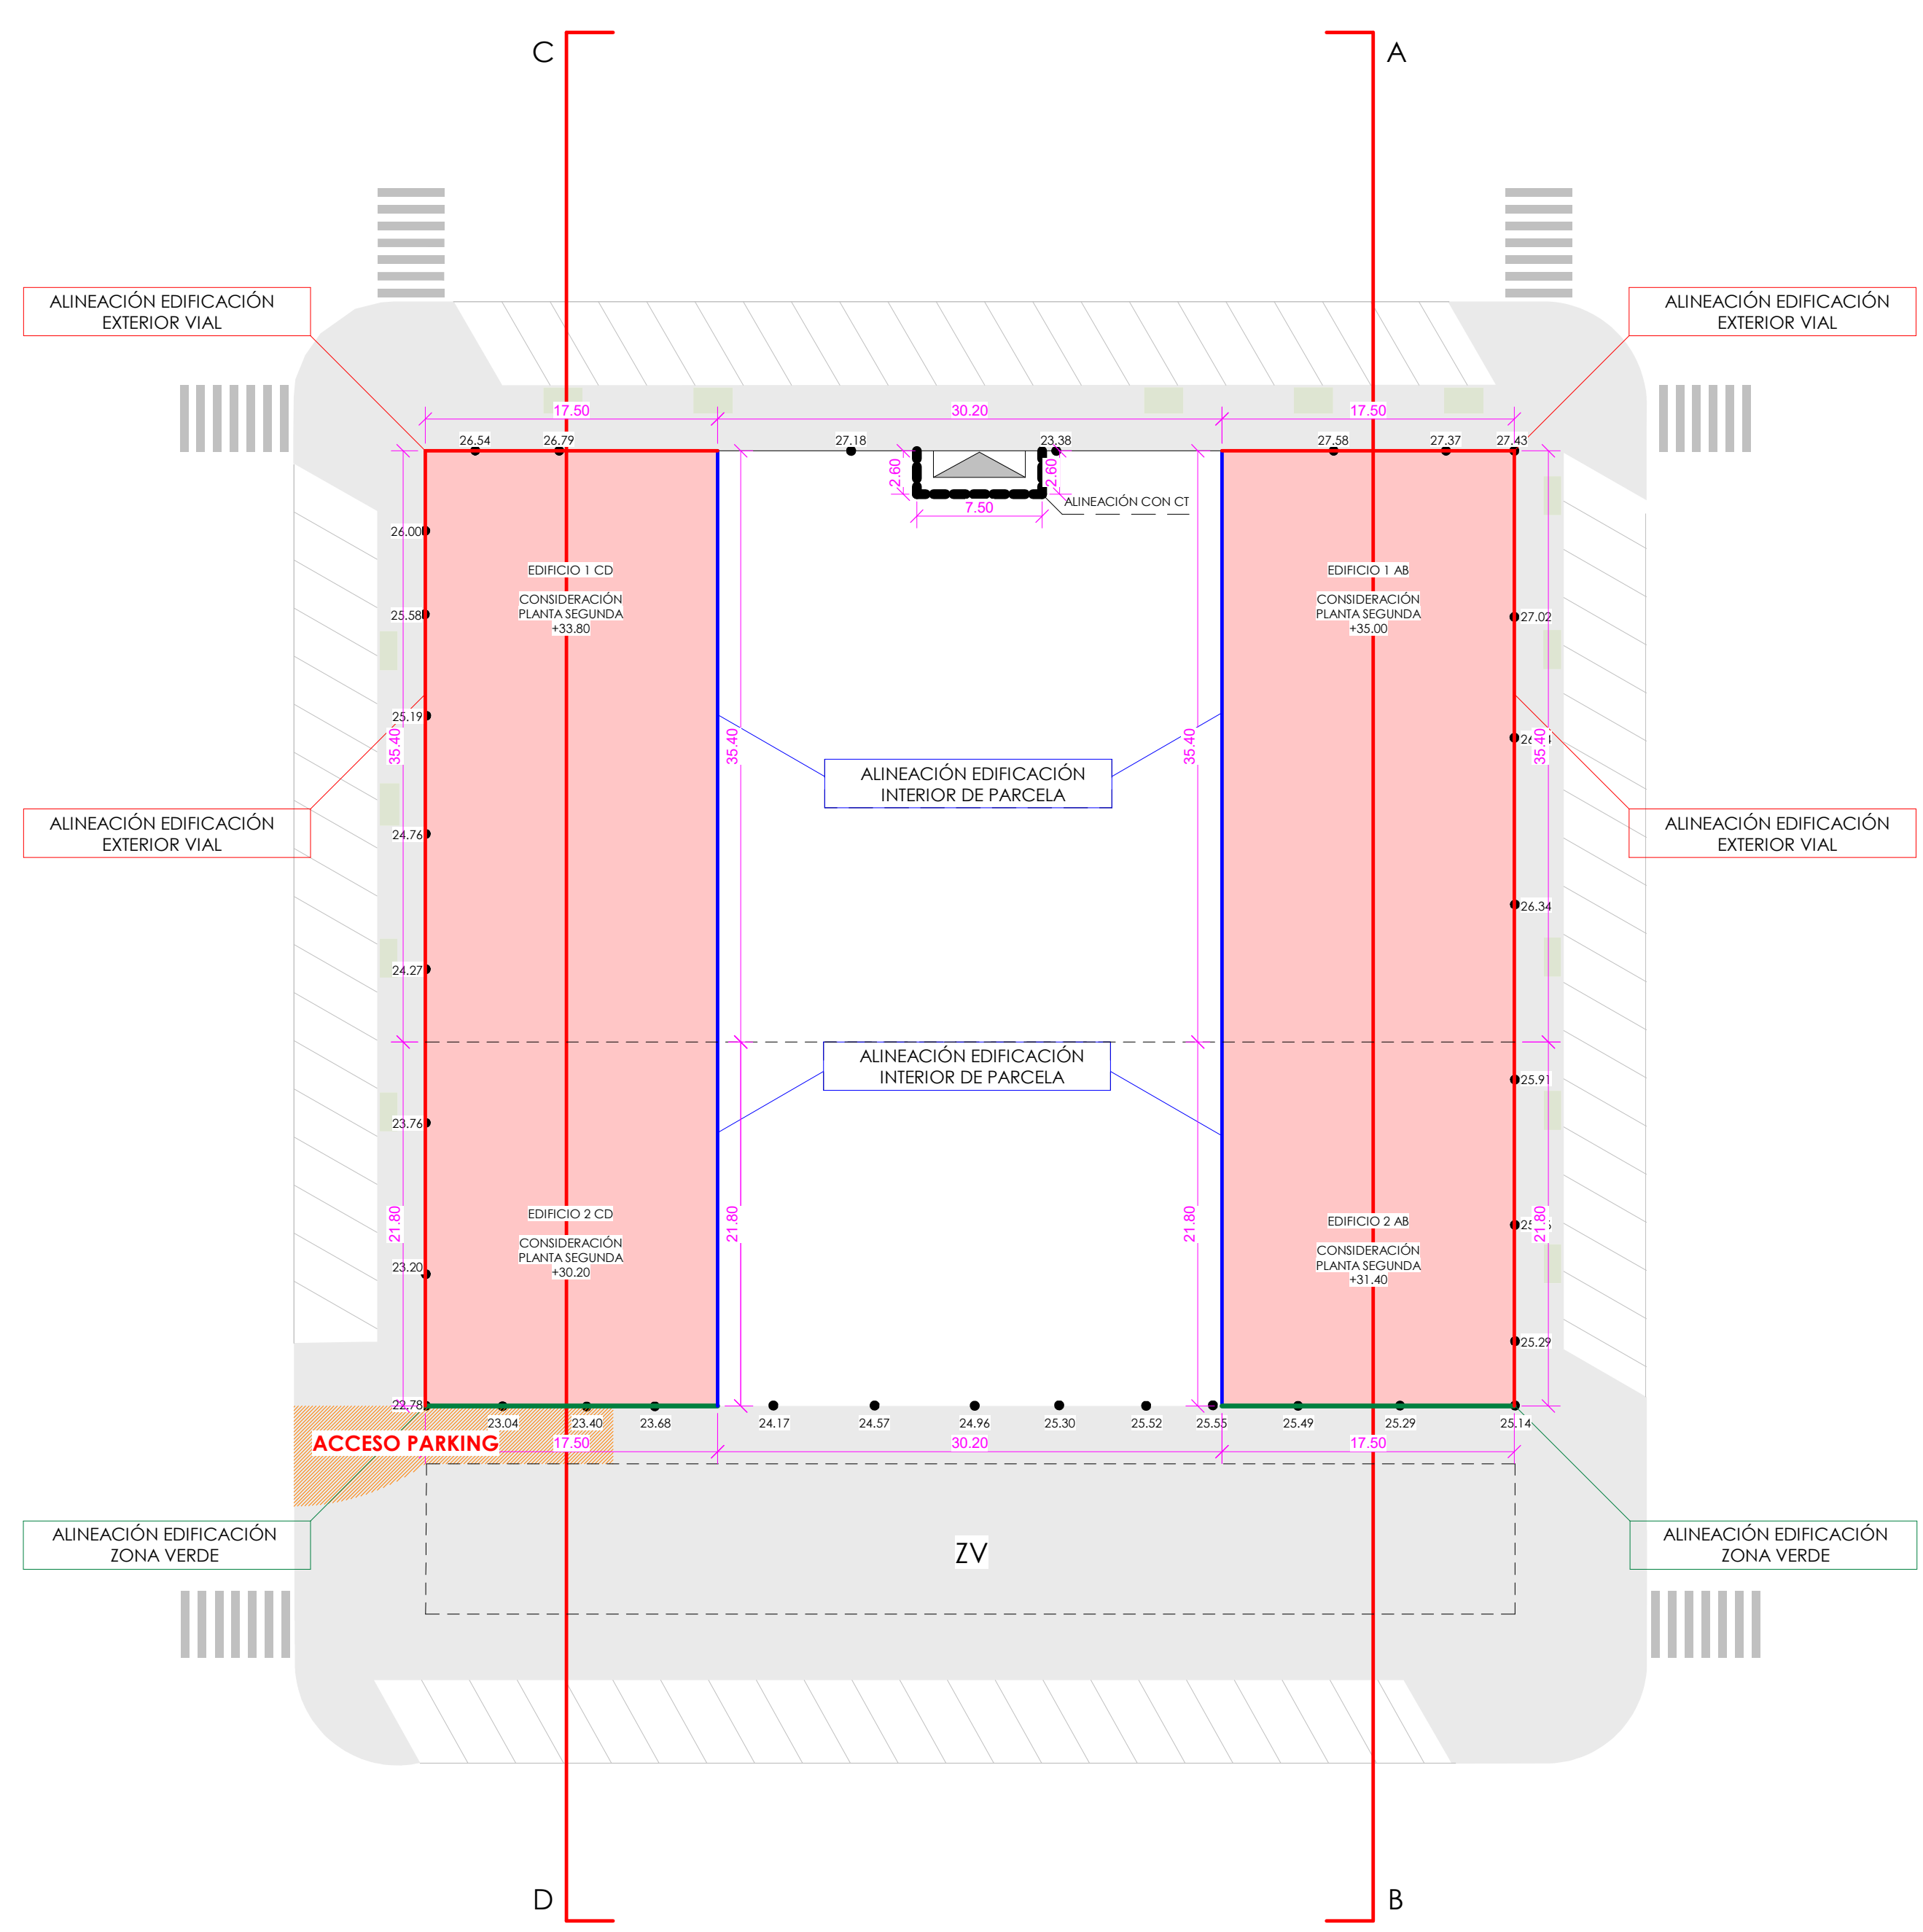 C
A
ALINEACIÓN EDIFICACIÓN
EXTERIOR VIAL
ALINEACIÓN EDIFICACIÓN
EXTERIOR VIAL
17.50
30.20
17.50
26.54
26.79
27.18
23.38
27.58
27.37
27.43
2.60
2.60
7.50
ALINEACIÓN CON CT
26.00
EDIFICIO 1 CD
CONSIDERACIÓN
PLANTA SEGUNDA
+33.80
EDIFICIO 1 AB
CONSIDERACIÓN
PLANTA SEGUNDA
+35.00
25.58
27.02
25.19
35.40
35.40
35.40
35.40
ALINEACIÓN EDIFICACIÓN
INTERIOR DE PARCELA
ALINEACIÓN EDIFICACIÓN
EXTERIOR VIAL
24.76
ALINEACIÓN EDIFICACIÓN
EXTERIOR VIAL
26.34
24.27
ALINEACIÓN EDIFICACIÓN
INTERIOR DE PARCELA
25.91
23.76
21.80
21.80
21.80
21.80
EDIFICIO 2 CD
CONSIDERACIÓN
PLANTA SEGUNDA
+30.20
EDIFICIO 2 AB
CONSIDERACIÓN
PLANTA SEGUNDA
+31.40
23.20
25.29
22.78
23.04
23.40
23.68
24.17
24.57
24.96
25.30
25.52
25.55
25.49
25.29
25.14
ACCESO PARKING
17.50
30.20
17.50
ALINEACIÓN EDIFICACIÓN
ZONA VERDE
ZV
ALINEACIÓN EDIFICACIÓN
ZONA VERDE
D
B